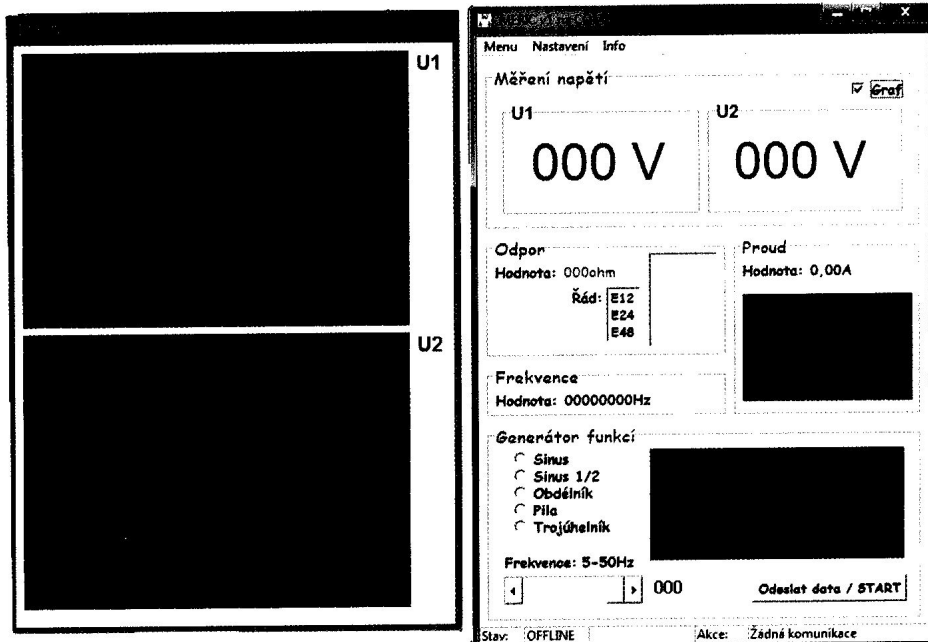 U1
U2
Menu Nastavení Info
Měření napětí
Graf
U1
000 V
U2
000 V
Odpor
Hodnota: 000ohm
Řád: E12
E24
E48
Proud
Hodnota: 0,00A
Frekvence
Hodnota: 00000000Hz
Generátor funkcí
Sinus
Sinus 1/2
Obdélník
Pila
Trojúhelník
Frekvence: 5-50Hz
000
Odeslat data / START
Stav: OFFLINE
Akce: Žádná komunikace